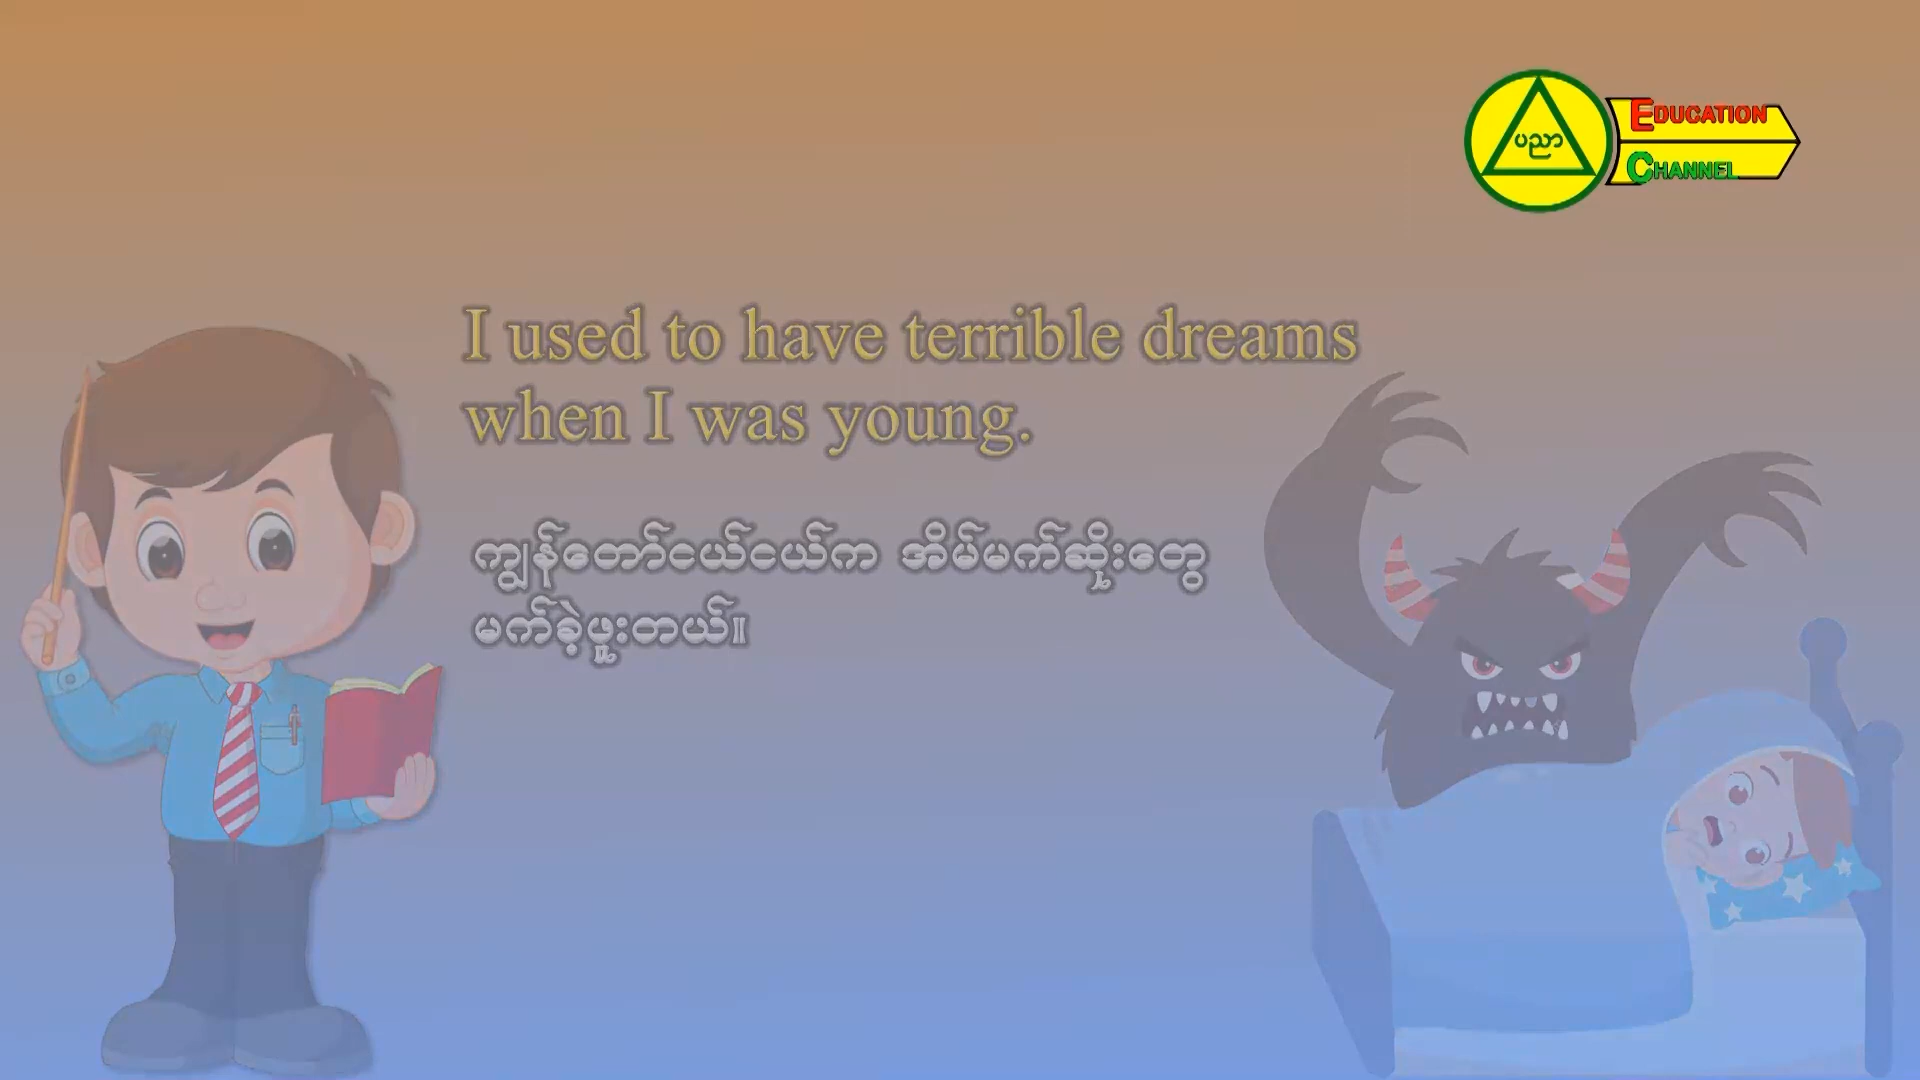 ပညာ
EDUCATION
CHANNEL
I used to have terrible dreams
when I was young.
ကျွန်တော်ငယ်ငယ်က အိမ်မက်ဆိုးတွေ
မက်ခဲ့ဖူးတယ်။